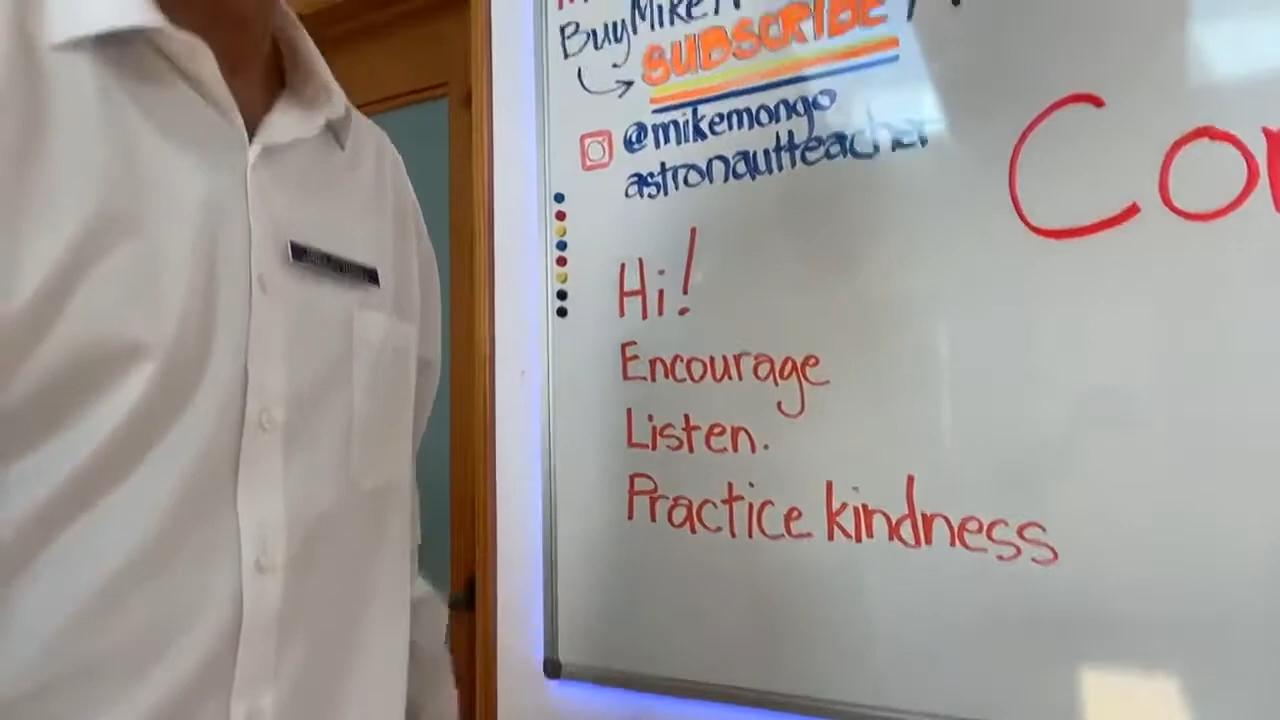 BuyMike
SUBSCRIBE
@mikemongo
astronautteacher
Hi!
Encourage
Listen.
Practice kindness